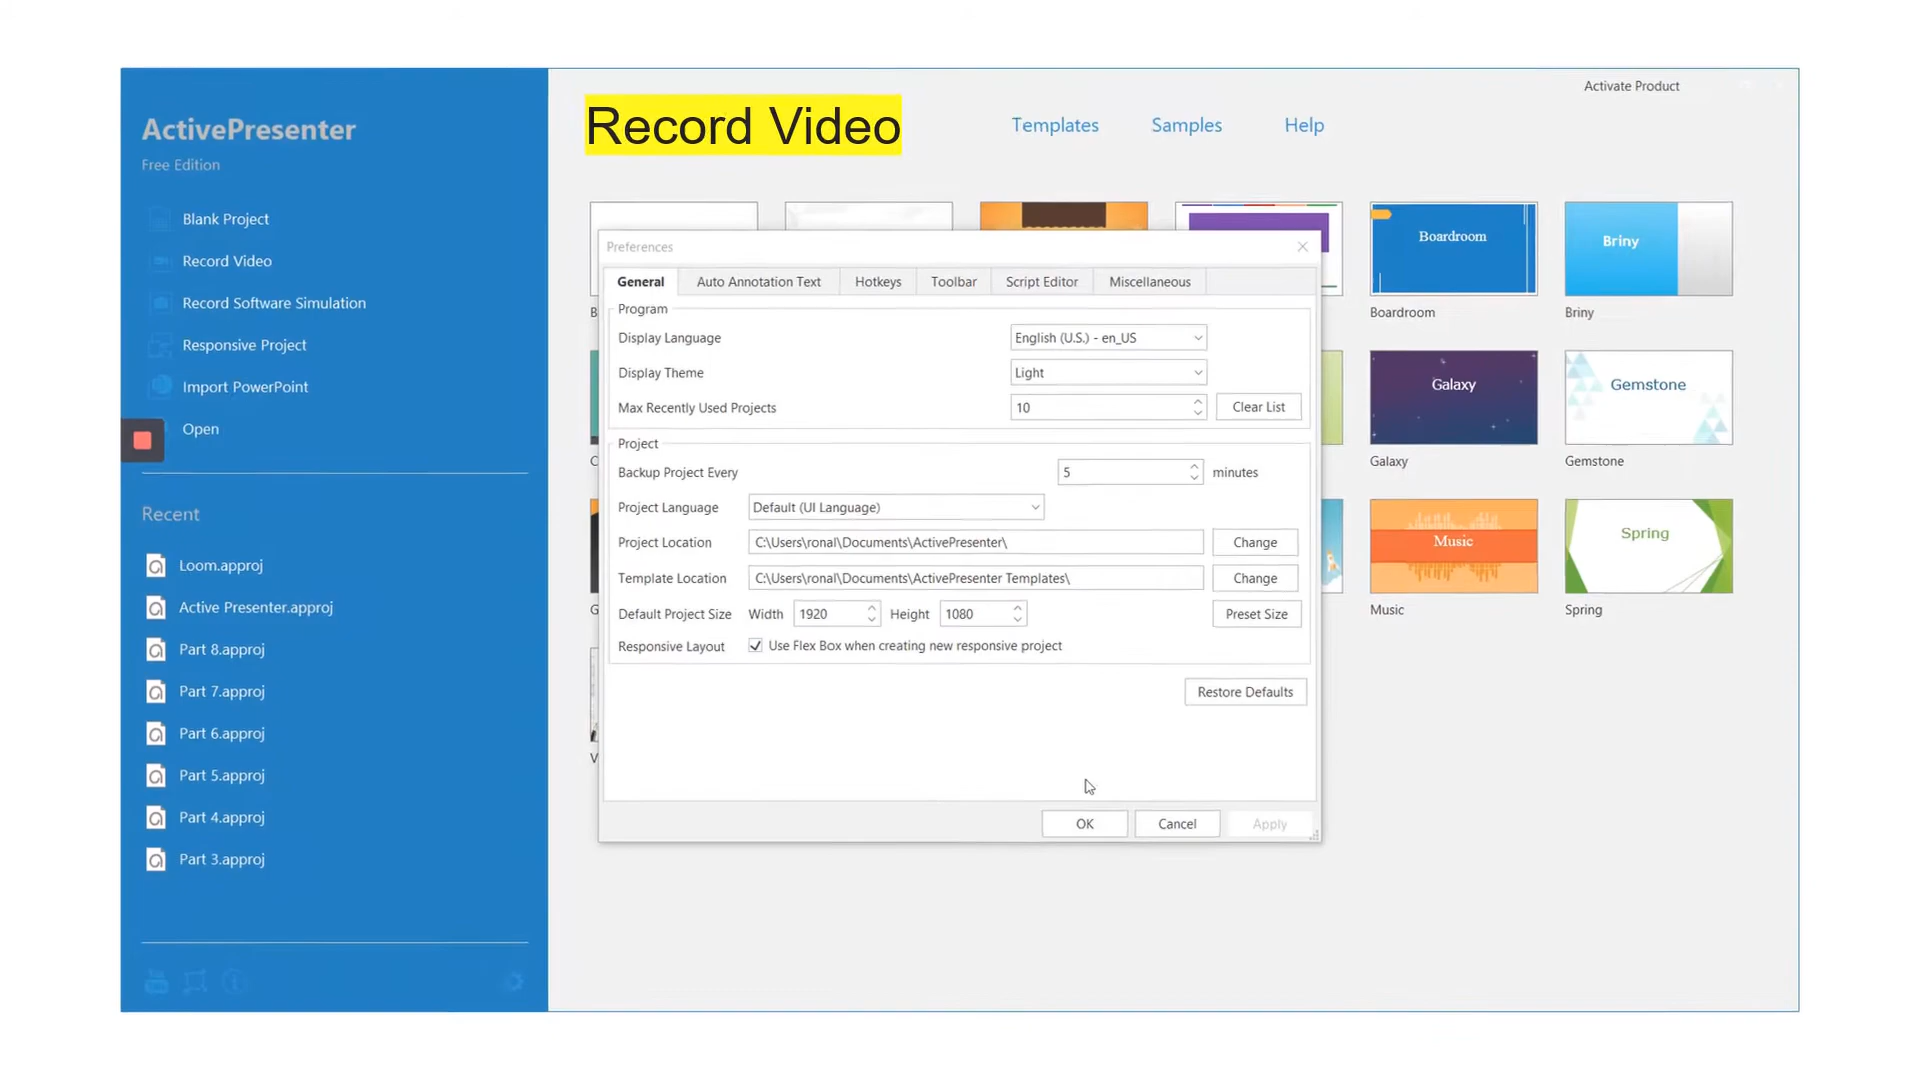 Activate Product
ActivePresenter
Free Edition
Record Video
Templates
Samples
Help
Blank Project
Record Video
Record Software Simulation
Responsive Project
Import PowerPoint
Open
Recent
Loom.approj
Active Presenter.approj
Part 8.approj
Part 7.approj
Part 6.approj
Part 5.approj
Part 4.approj
Part 3.approj
Preferences
General
Auto Annotation Text
Hotkeys
Toolbar
Script Editor
Miscellaneous
Program
Display Language
English (U.S.) - en_US
Display Theme
Light
Max Recently Used Projects
10
Clear List
Project
Backup Project Every
5
minutes
Project Language
Default (UI Language)
Project Location
C:\Users\ronal\Documents\ActivePresenter\
Change
Template Location
C:\Users\ronal\Documents\ActivePresenter Templates\
Change
Default Project Size
Width
1920
Height
1080
Preset Size
Responsive Layout
Use Flex Box when creating new responsive project
Restore Defaults
OK
Cancel
Apply
Boardroom
Boardroom
Briny
Briny
Galaxy
Galaxy
Gemstone
Gemstone
Music
Music
Spring
Spring